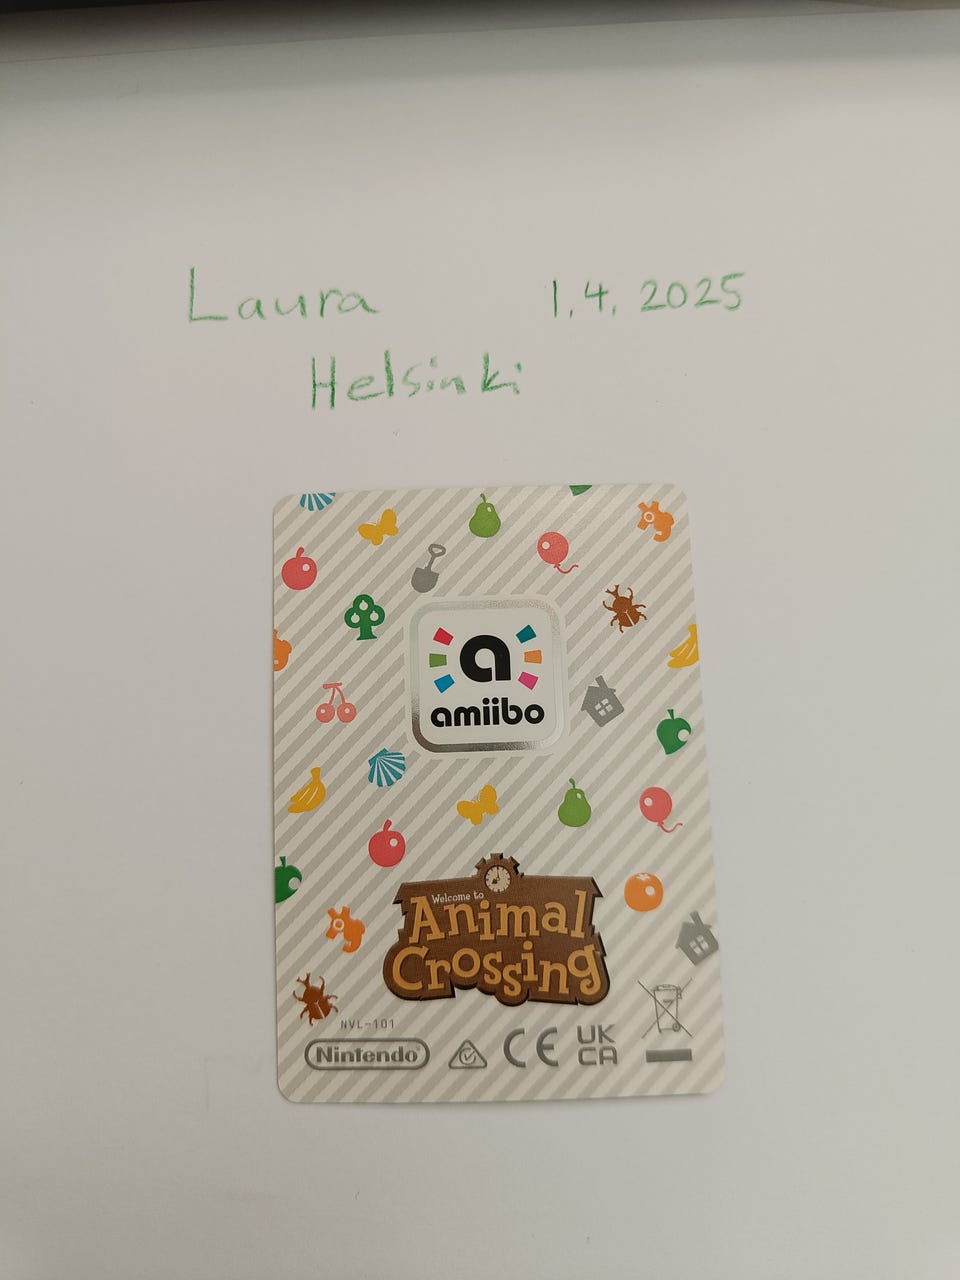 Laura 1.4. 2025
Helsinki
a
amiibo
Welcome to
Animal
Crossing
NVL-101
Nintendo
CE
UK
CA